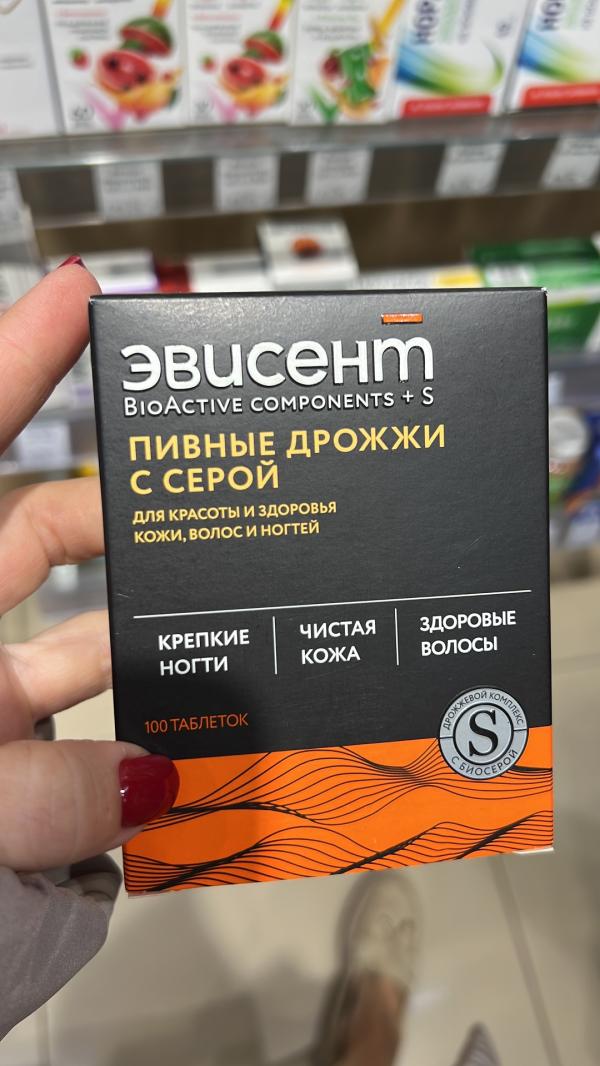 эвисент
BIOACTIVE COMPONENTS + S
ПИВНЫЕ ДРОЖЖИ
С СЕРОЙ
ДЛЯ КРАСОТЫ И ЗДОРОВЬЯ
КОЖИ, ВОЛОС И НОГТЕЙ
КРЕПКИЕ
НОГТИ
ЧИСТАЯ
КОЖА
ЗДОРОВЫЕ
ВОЛОСЫ
100 ТАБЛЕТОК
ДРОЖЖЕВОЙ КОМПЛЕКС
S
С БИОСЕРОЙ